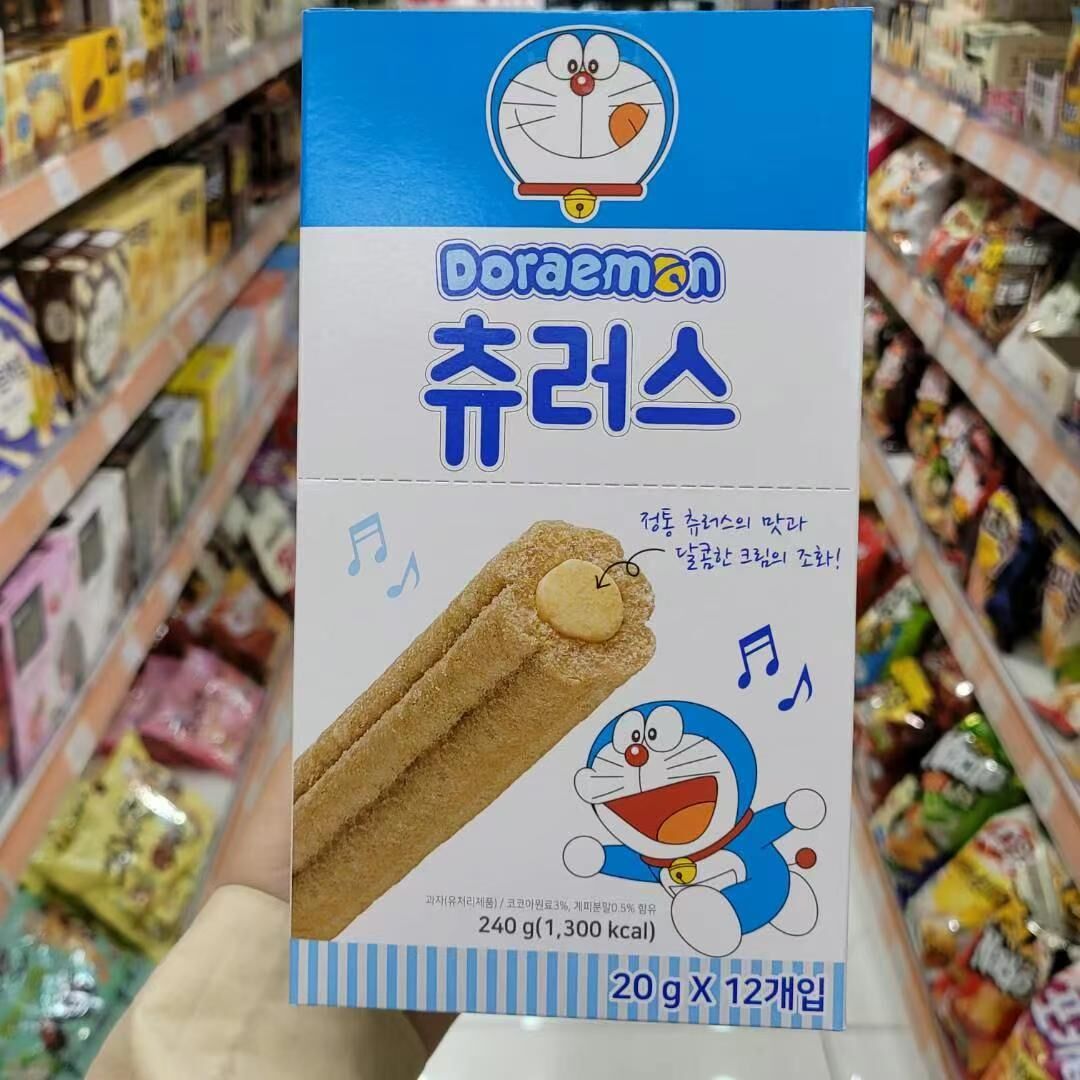 Doraemon
츄러스
정통 츄러스의 맛과
달콤한 크림의 조화!
과자(유처리제품) / 코코아원료3%, 계피분말0.5% 함유
240 g(1,300 kcal)
20 g X 12개입